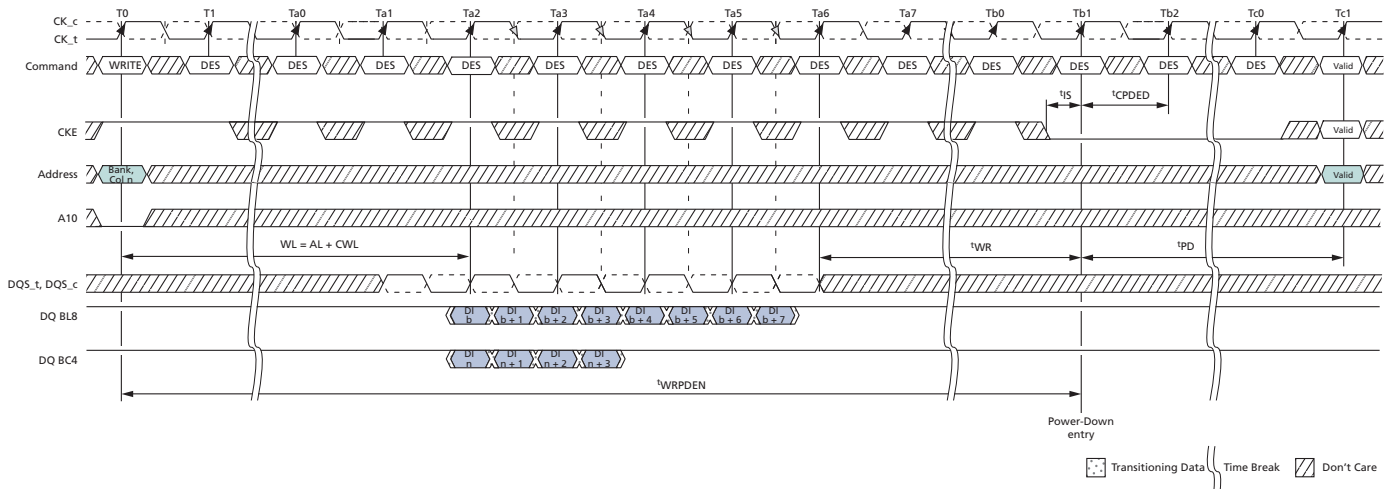 T0 T1 Ta0 Ta1 Ta2 Ta3 Ta4 Ta5 Ta6 Ta7 Tb0 Tb1 Tb2 Tc0 Tc1
CK_c
CK_t
Command WRITE DES DES DES DES DES DES DES DES DES DES DES DES DES Valid
tIS tCPDED
CKE Valid
Address Bank, Col n Valid
A10
WL = AL + CWL tWR tPD
DQS_t, DQS_c
DQ BL8 DI b DI b + 1 DI b + 2 DI b + 3 DI b + 4 DI b + 5 DI b + 6 DI b + 7
DQ BC4 DI n DI n + 1 DI n + 2 DI n + 3
tWRPDEN
Power-Down
entry
Transitioning Data Time Break Don't Care